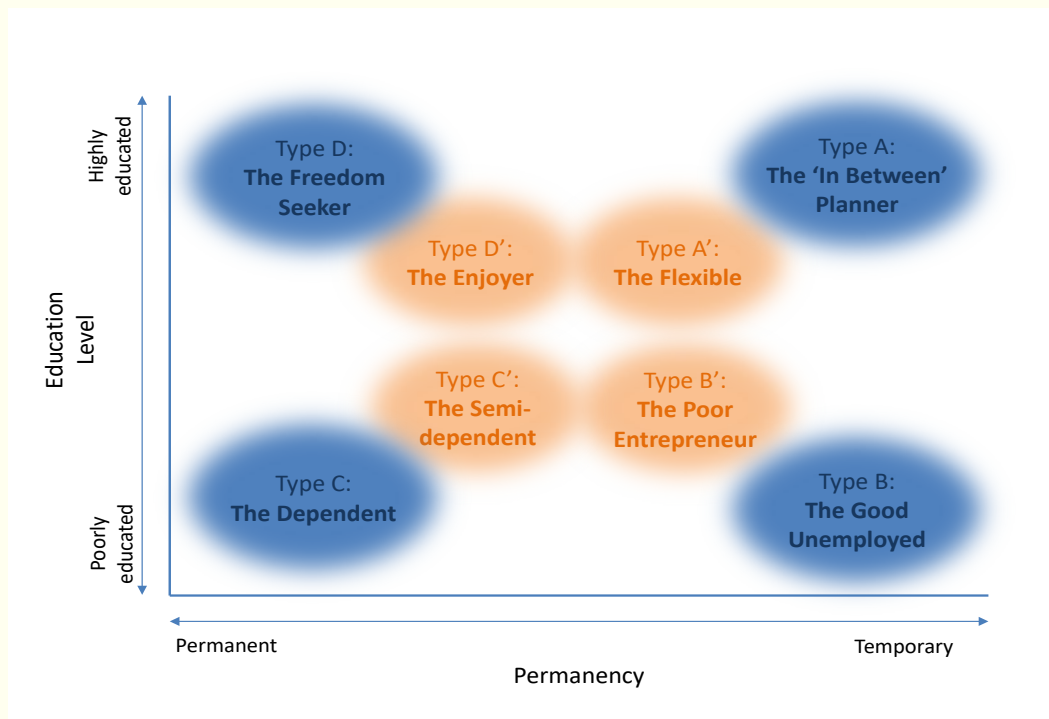 Highly
educated
Education
Level
Poorly
educated
Type D:
The Freedom
Seeker
Type A:
The ‘In Between’
Planner
Type D’:
The Enjoyer
Type A’:
The Flexible
Type C’:
The Semi-
dependent
Type B’:
The Poor
Entrepreneur
Type C:
The Dependent
Type B:
The Good
Unemployed
Permanent
Temporary
Permanency